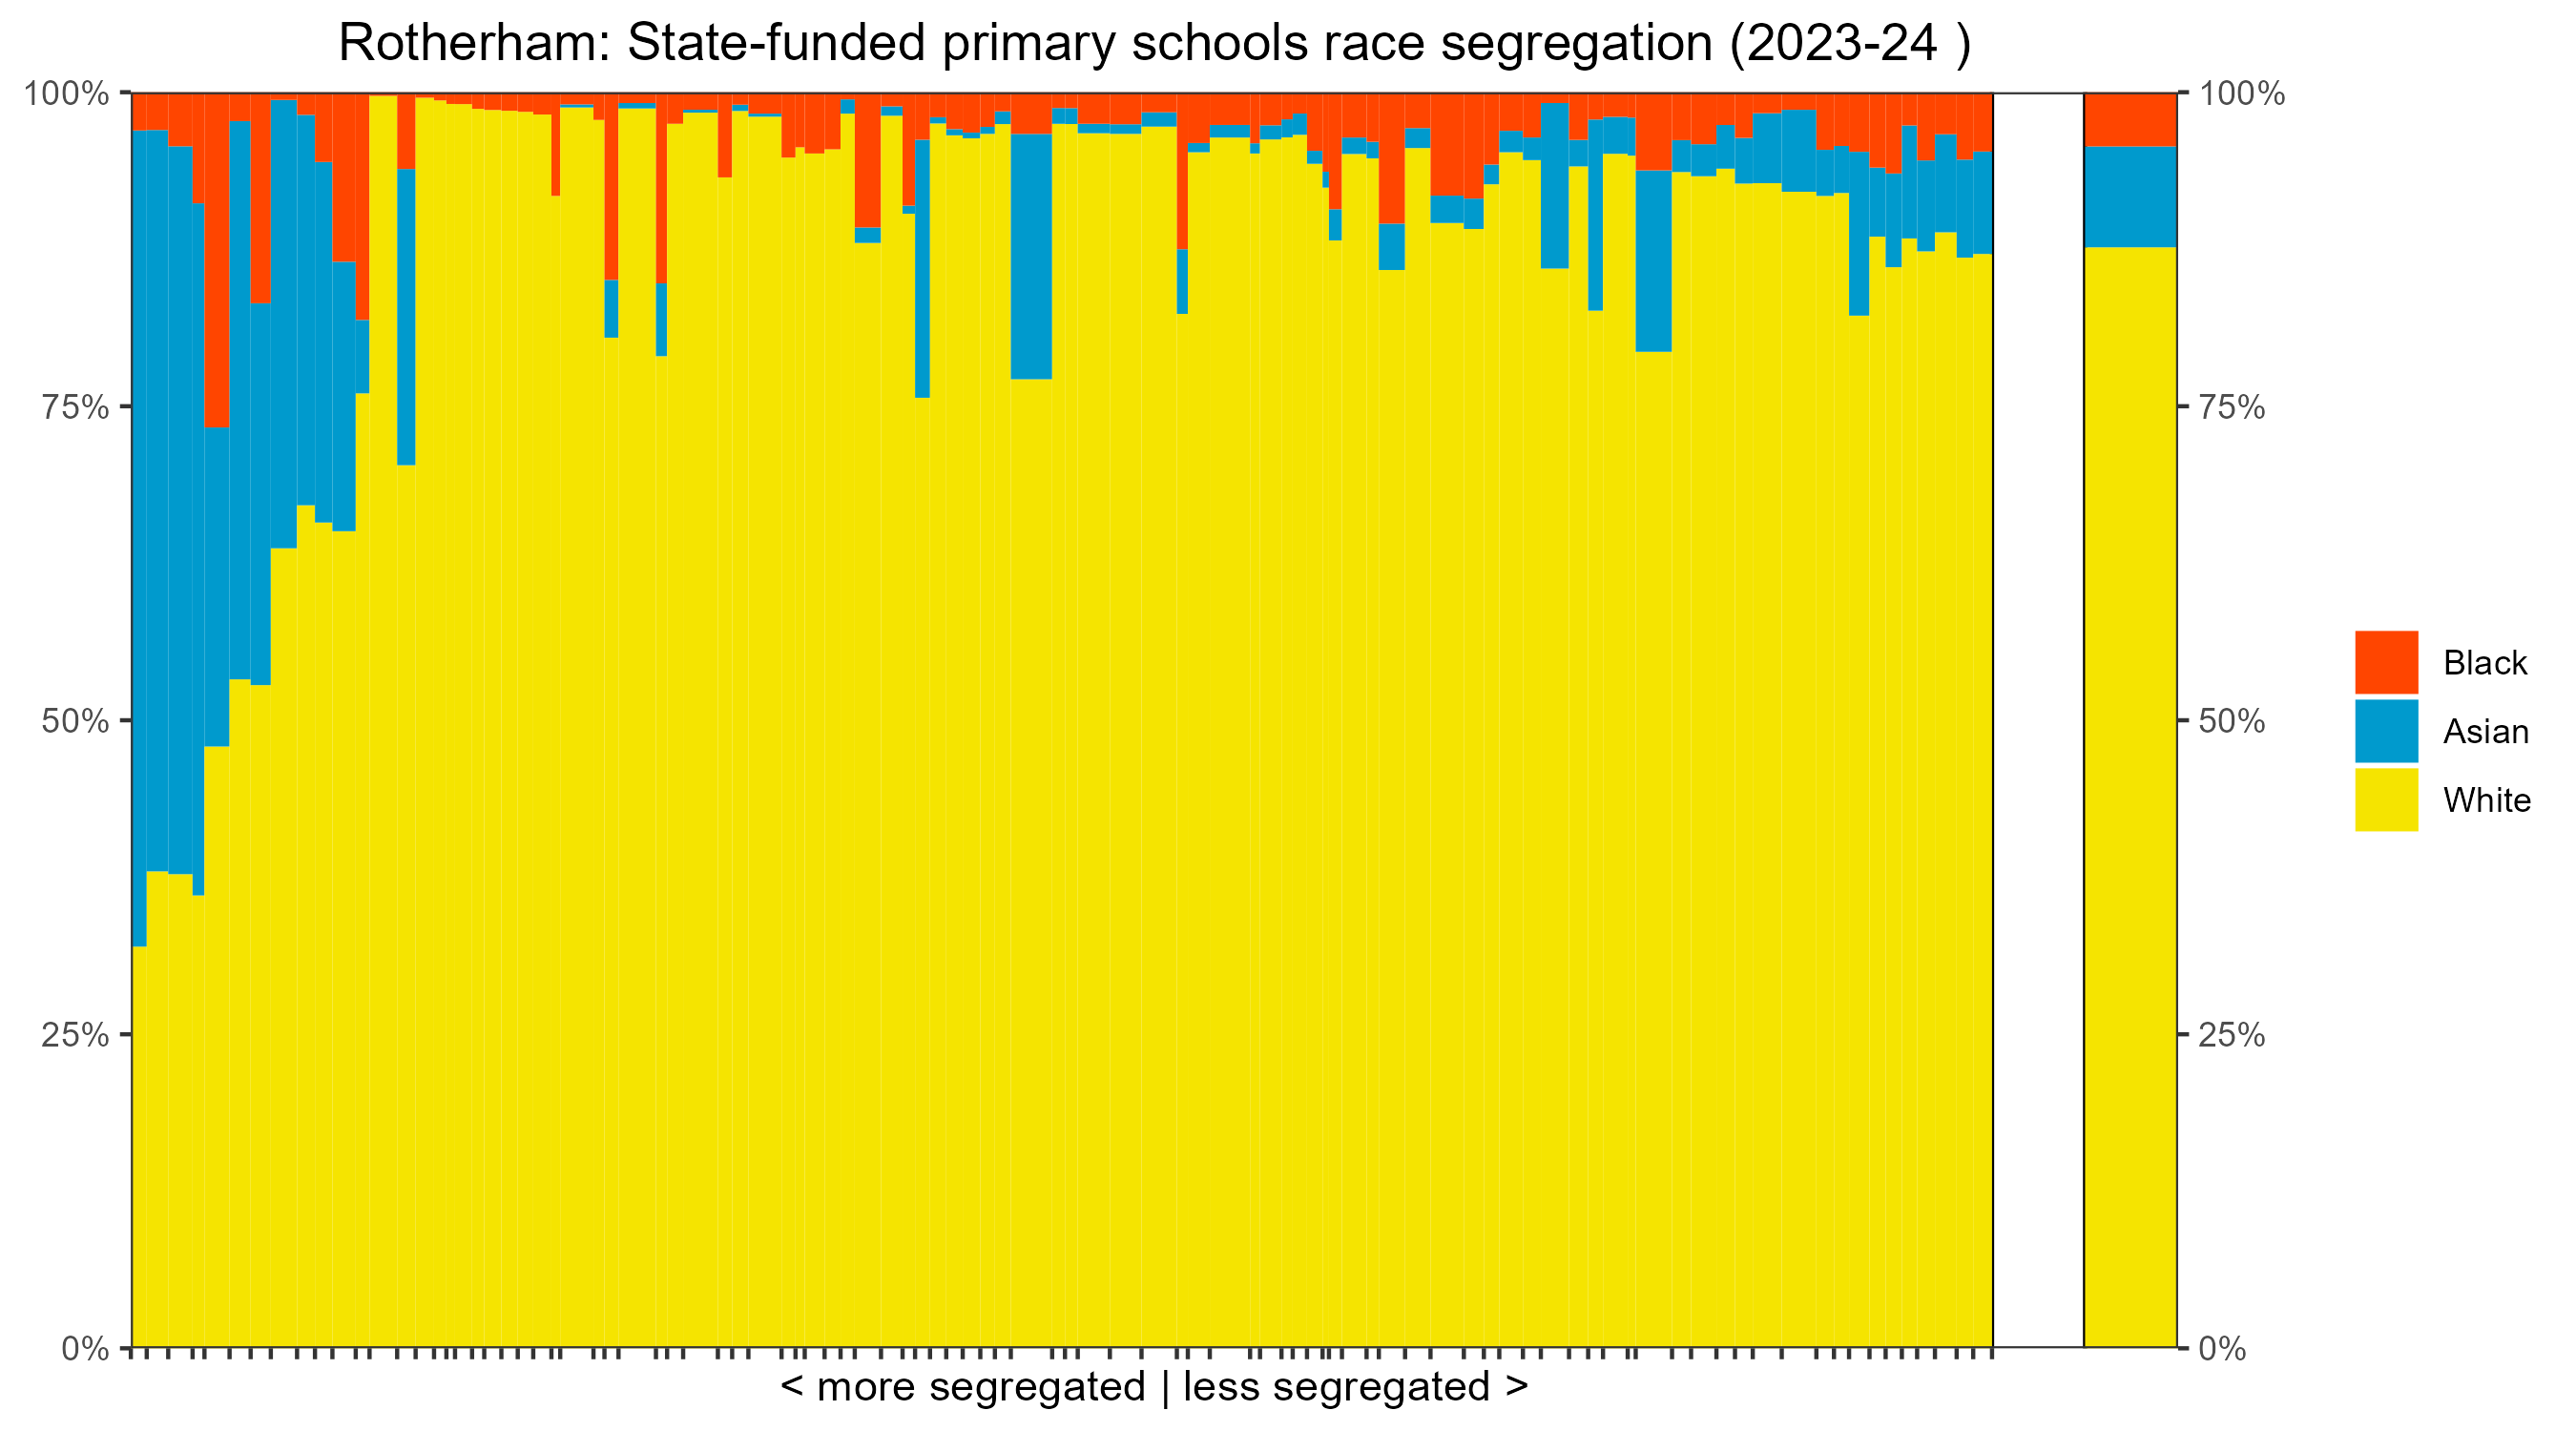 Rotherham: State-funded primary schools race segregation (2023-24 )
100%
75%
50%
25%
0%
100%
75%
50%
25%
0%
Black
Asian
White
< more segregated | less segregated >